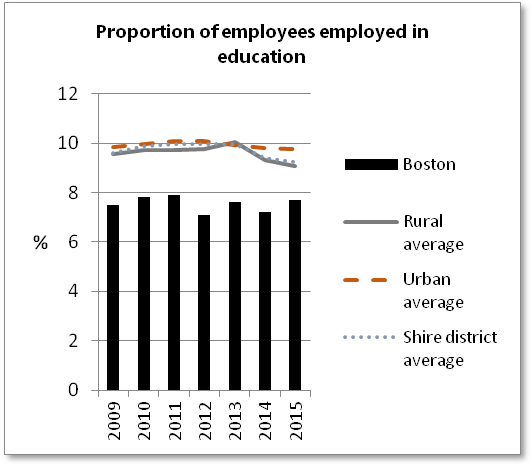 Proportion of employees employed in
education
12
10
8
6
4
2
0
%
2009
2010
2011
2012
2013
2014
2015
Boston
Rural
average
Urban
average
Shire district
average